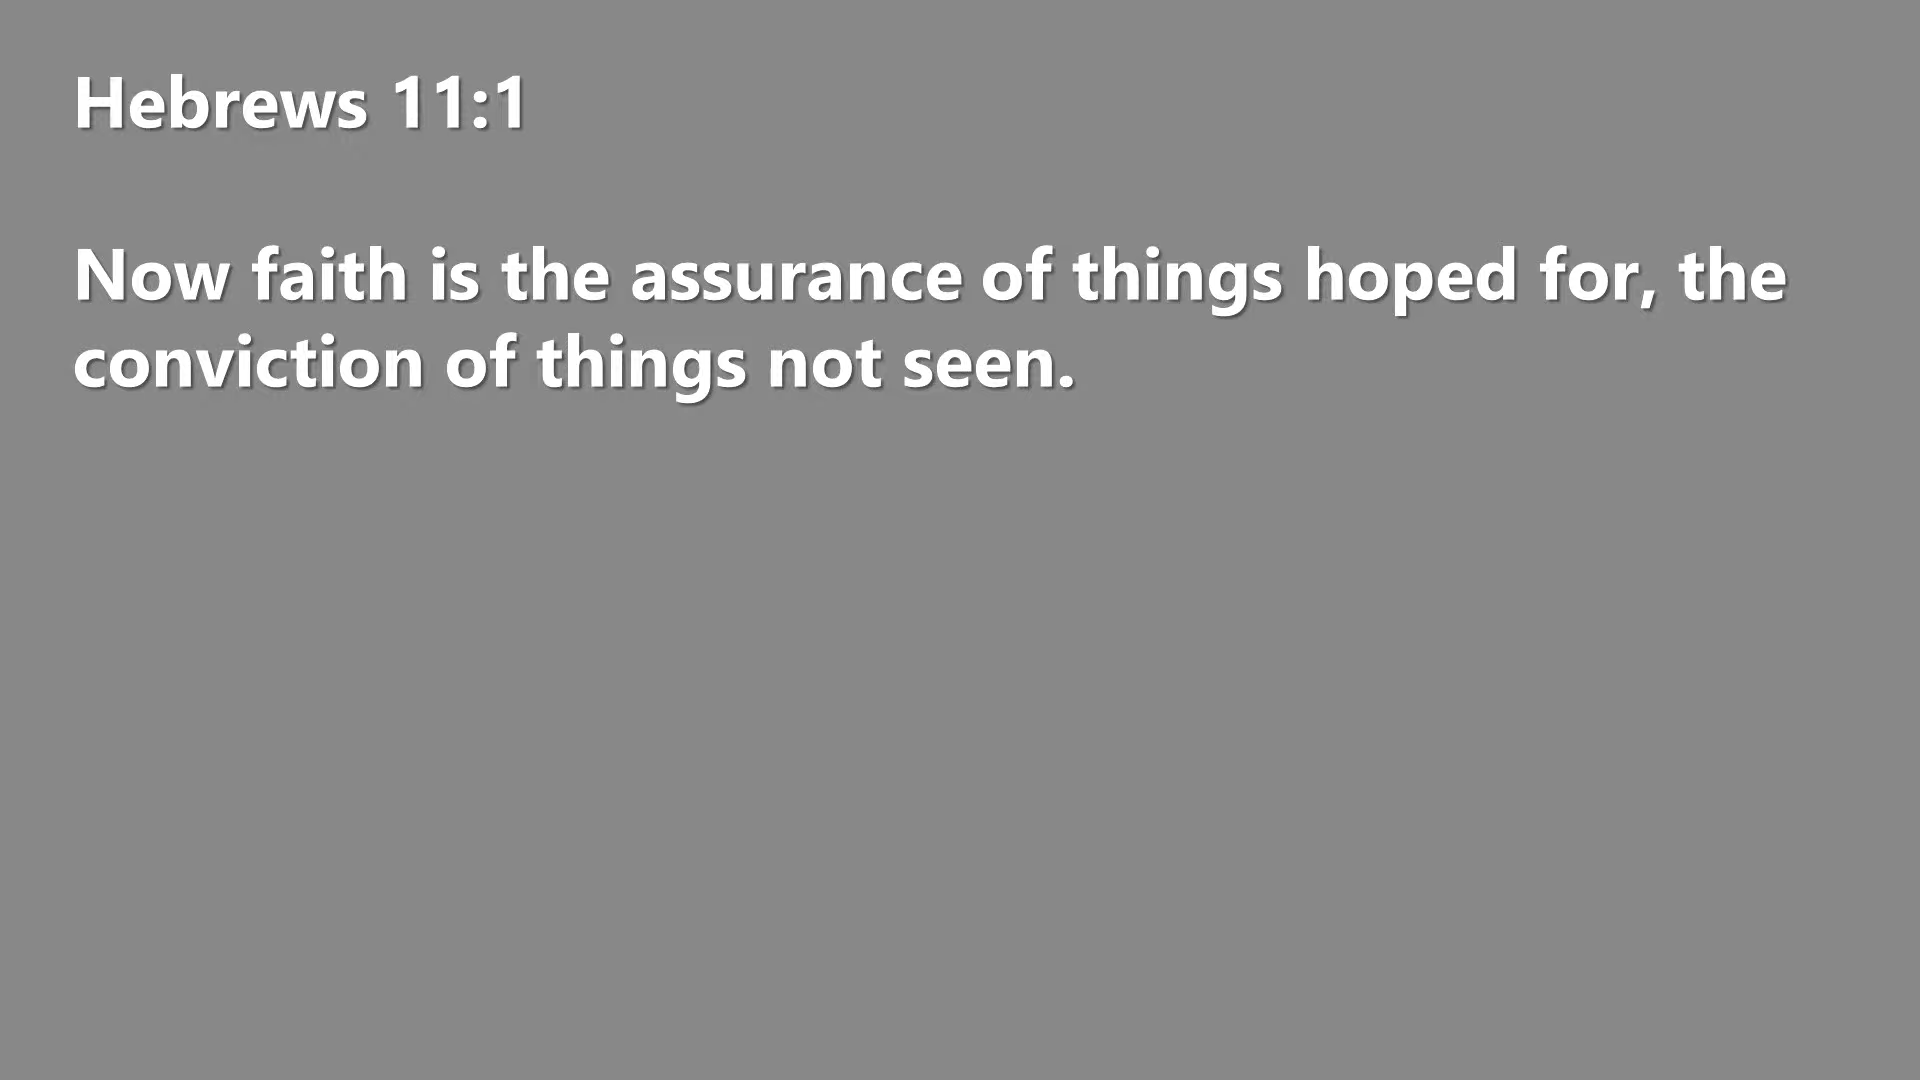 Hebrews 11:1
Now faith is the assurance of things hoped for, the
conviction of things not seen.